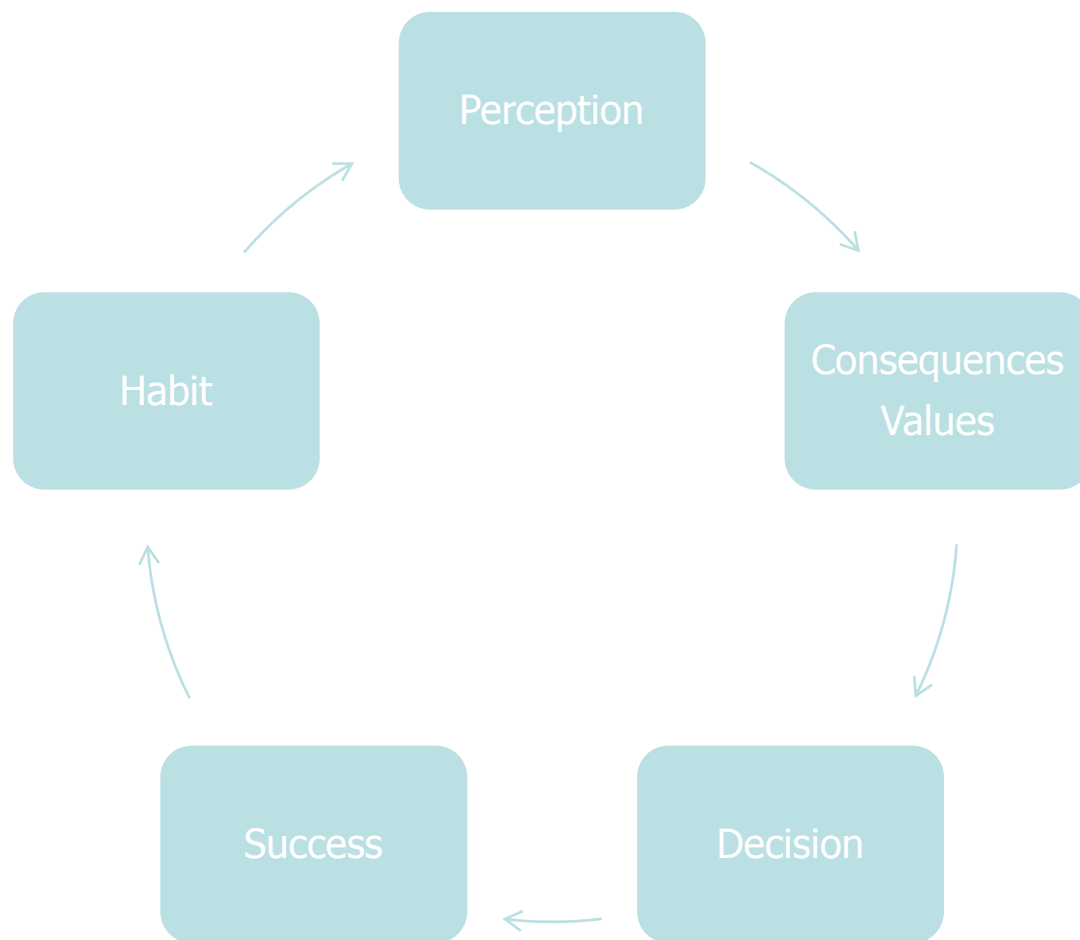 Perception
Consequences
Values
Decision
Success
Habit